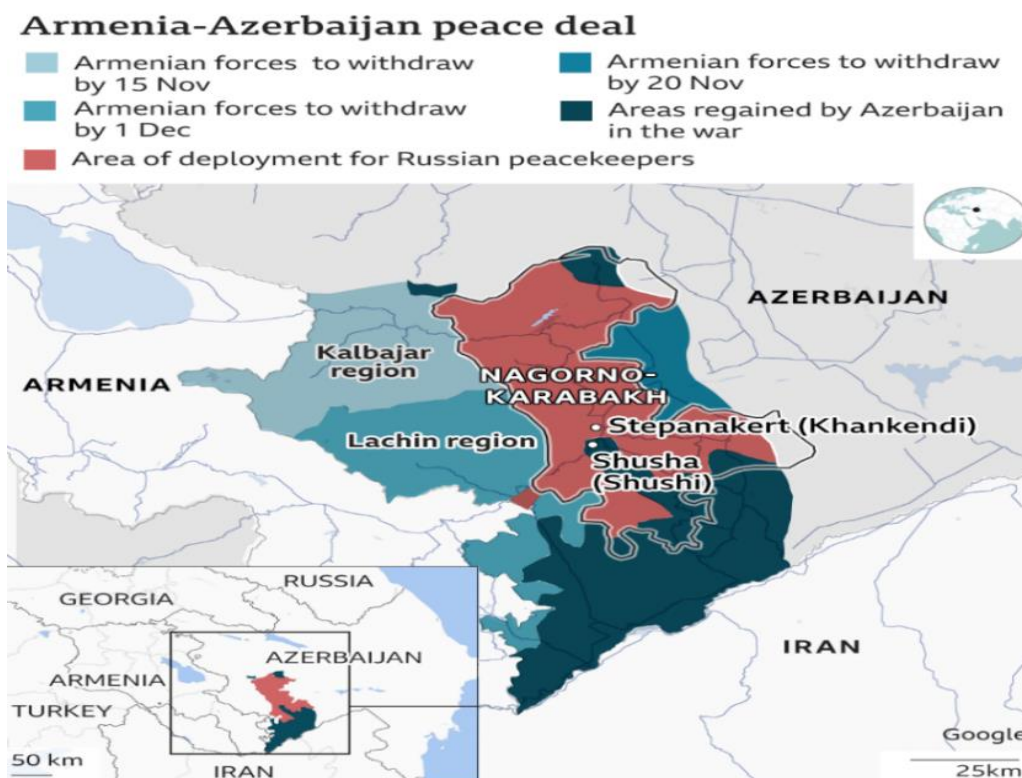 Armenia-Azerbaijan peace deal
Armenian forces to withdraw
by 15 Nov
Armenian forces to withdraw
by 20 Nov
Armenian forces to withdraw
by 1 Dec
Areas regained by Azerbaijan
in the war
Area of deployment for Russian peacekeepers
AZERBAIJAN
Kalbajar
region
ARMENIA
NAGORNO-
KARABAKH
Stepanakert (Khankendi)
Lachin region
Shusha
(Shushi)
IRAN
RUSSIA
GEORGIA
AZERBAIJAN
ARMENIA
TURKEY
IRAN
50 km
Google
25km